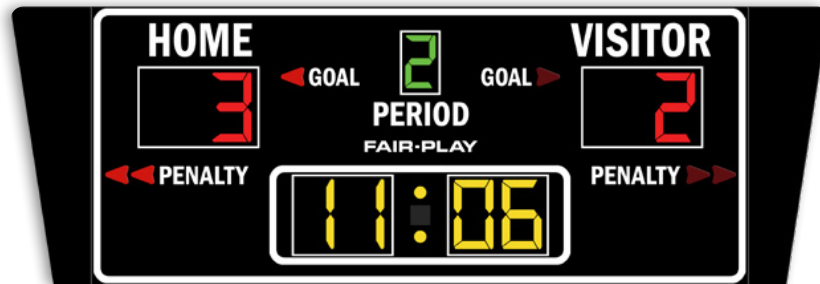 HOME 2 VISITOR
GOAL GOAL
3 PERIOD 2
FAIR-PLAY
PENALTY PENALTY
11:06